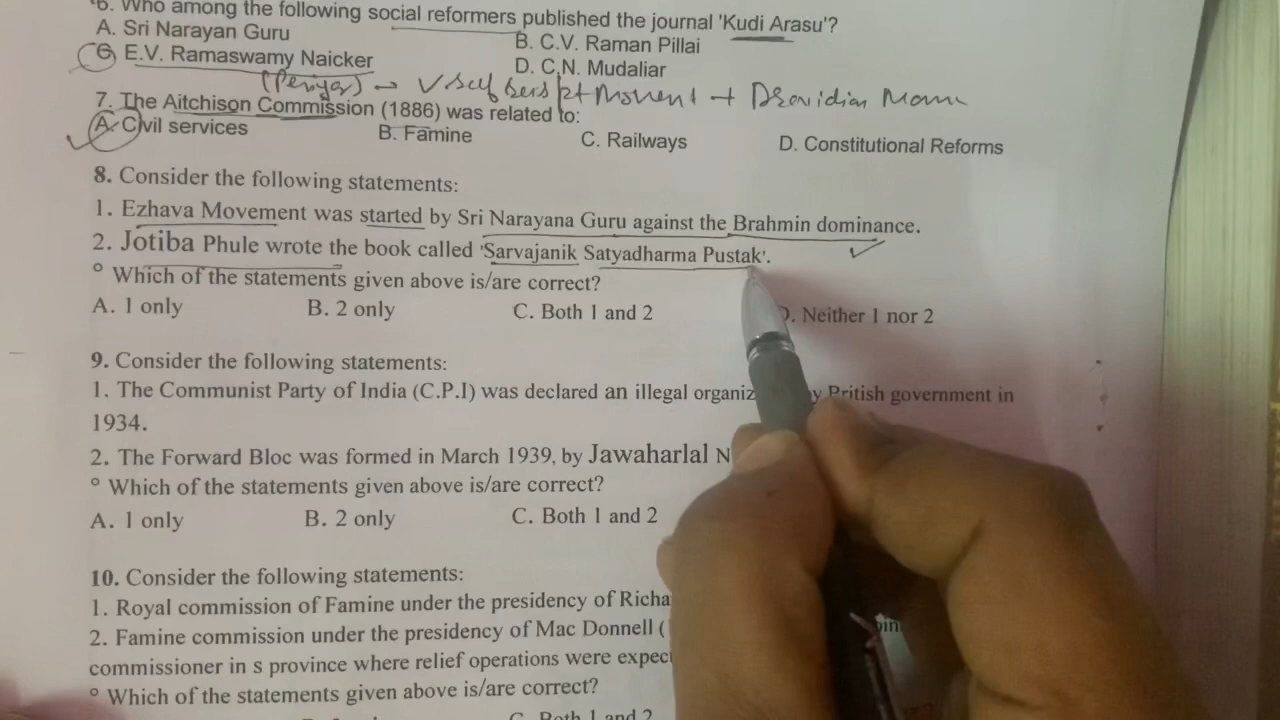 6. Who among the following social reformers published the journal 'Kudi Arasu'?
A. Sri Narayan Guru
B. C.V. Raman Pillai
E.V. Ramaswamy Naicker
D. C.N. Mudaliar
(Periyar) → Self
7. The Aitchison Commission (1886) was related to:
A. Civil services B. Famine C. Railways D. Constitutional Reforms
8. Consider the following statements:
1. Ezhava Movement was started by Sri Narayana Guru against the Brahmin dominance.
2. Jotiba Phule wrote the book called 'Sarvajanik Satyadharma Pustak'.
° Which of the statements given above is/are correct?
A. 1 only B. 2 only C. Both 1 and 2 D. Neither 1 nor 2
9. Consider the following statements:
1. The Communist Party of India (C.P.I) was declared an illegal British government in
1934.
2. The Forward Bloc was formed in March 1939, by Jawaharlal
° Which of the statements given above is/are correct?
A. 1 only B. 2 only C. Both 1 and 2
10. Consider the following statements:
1. Royal commission of Famine under the presidency of
2. Famine commission under the presidency of Mac Donnell (
commissioner in s province where relief operations were
° Which of the statements given above is/are correct?
C. Both 1 and 2